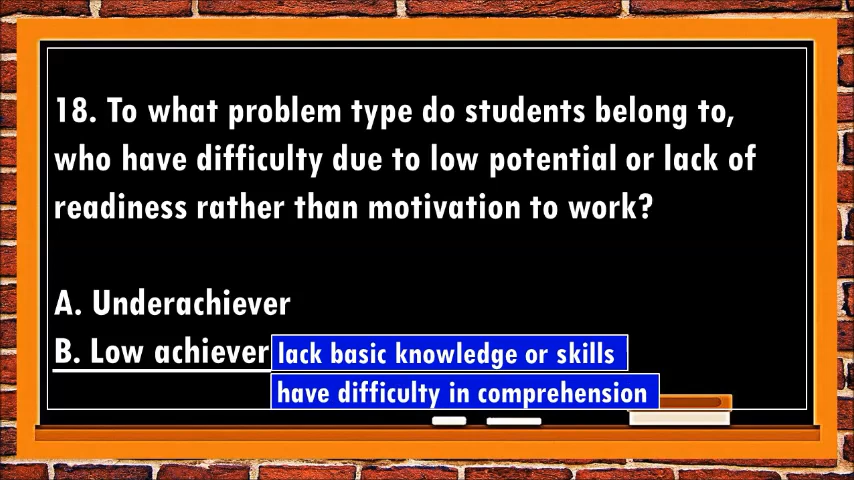 18. To what problem type do students belong to,
who have difficulty due to low potential or lack of
readiness rather than motivation to work?
A. Underachiever
B. Low achiever lack basic knowledge or skills
have difficulty in comprehension